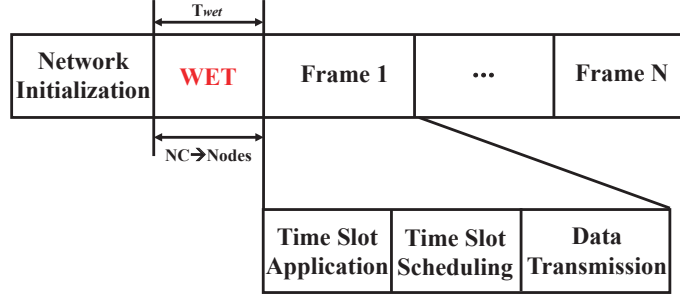 Twet
Network
Initialization
WET
Frame 1
...
Frame N
NC→Nodes
Time Slot
Application
Time Slot
Scheduling
Data
Transmission